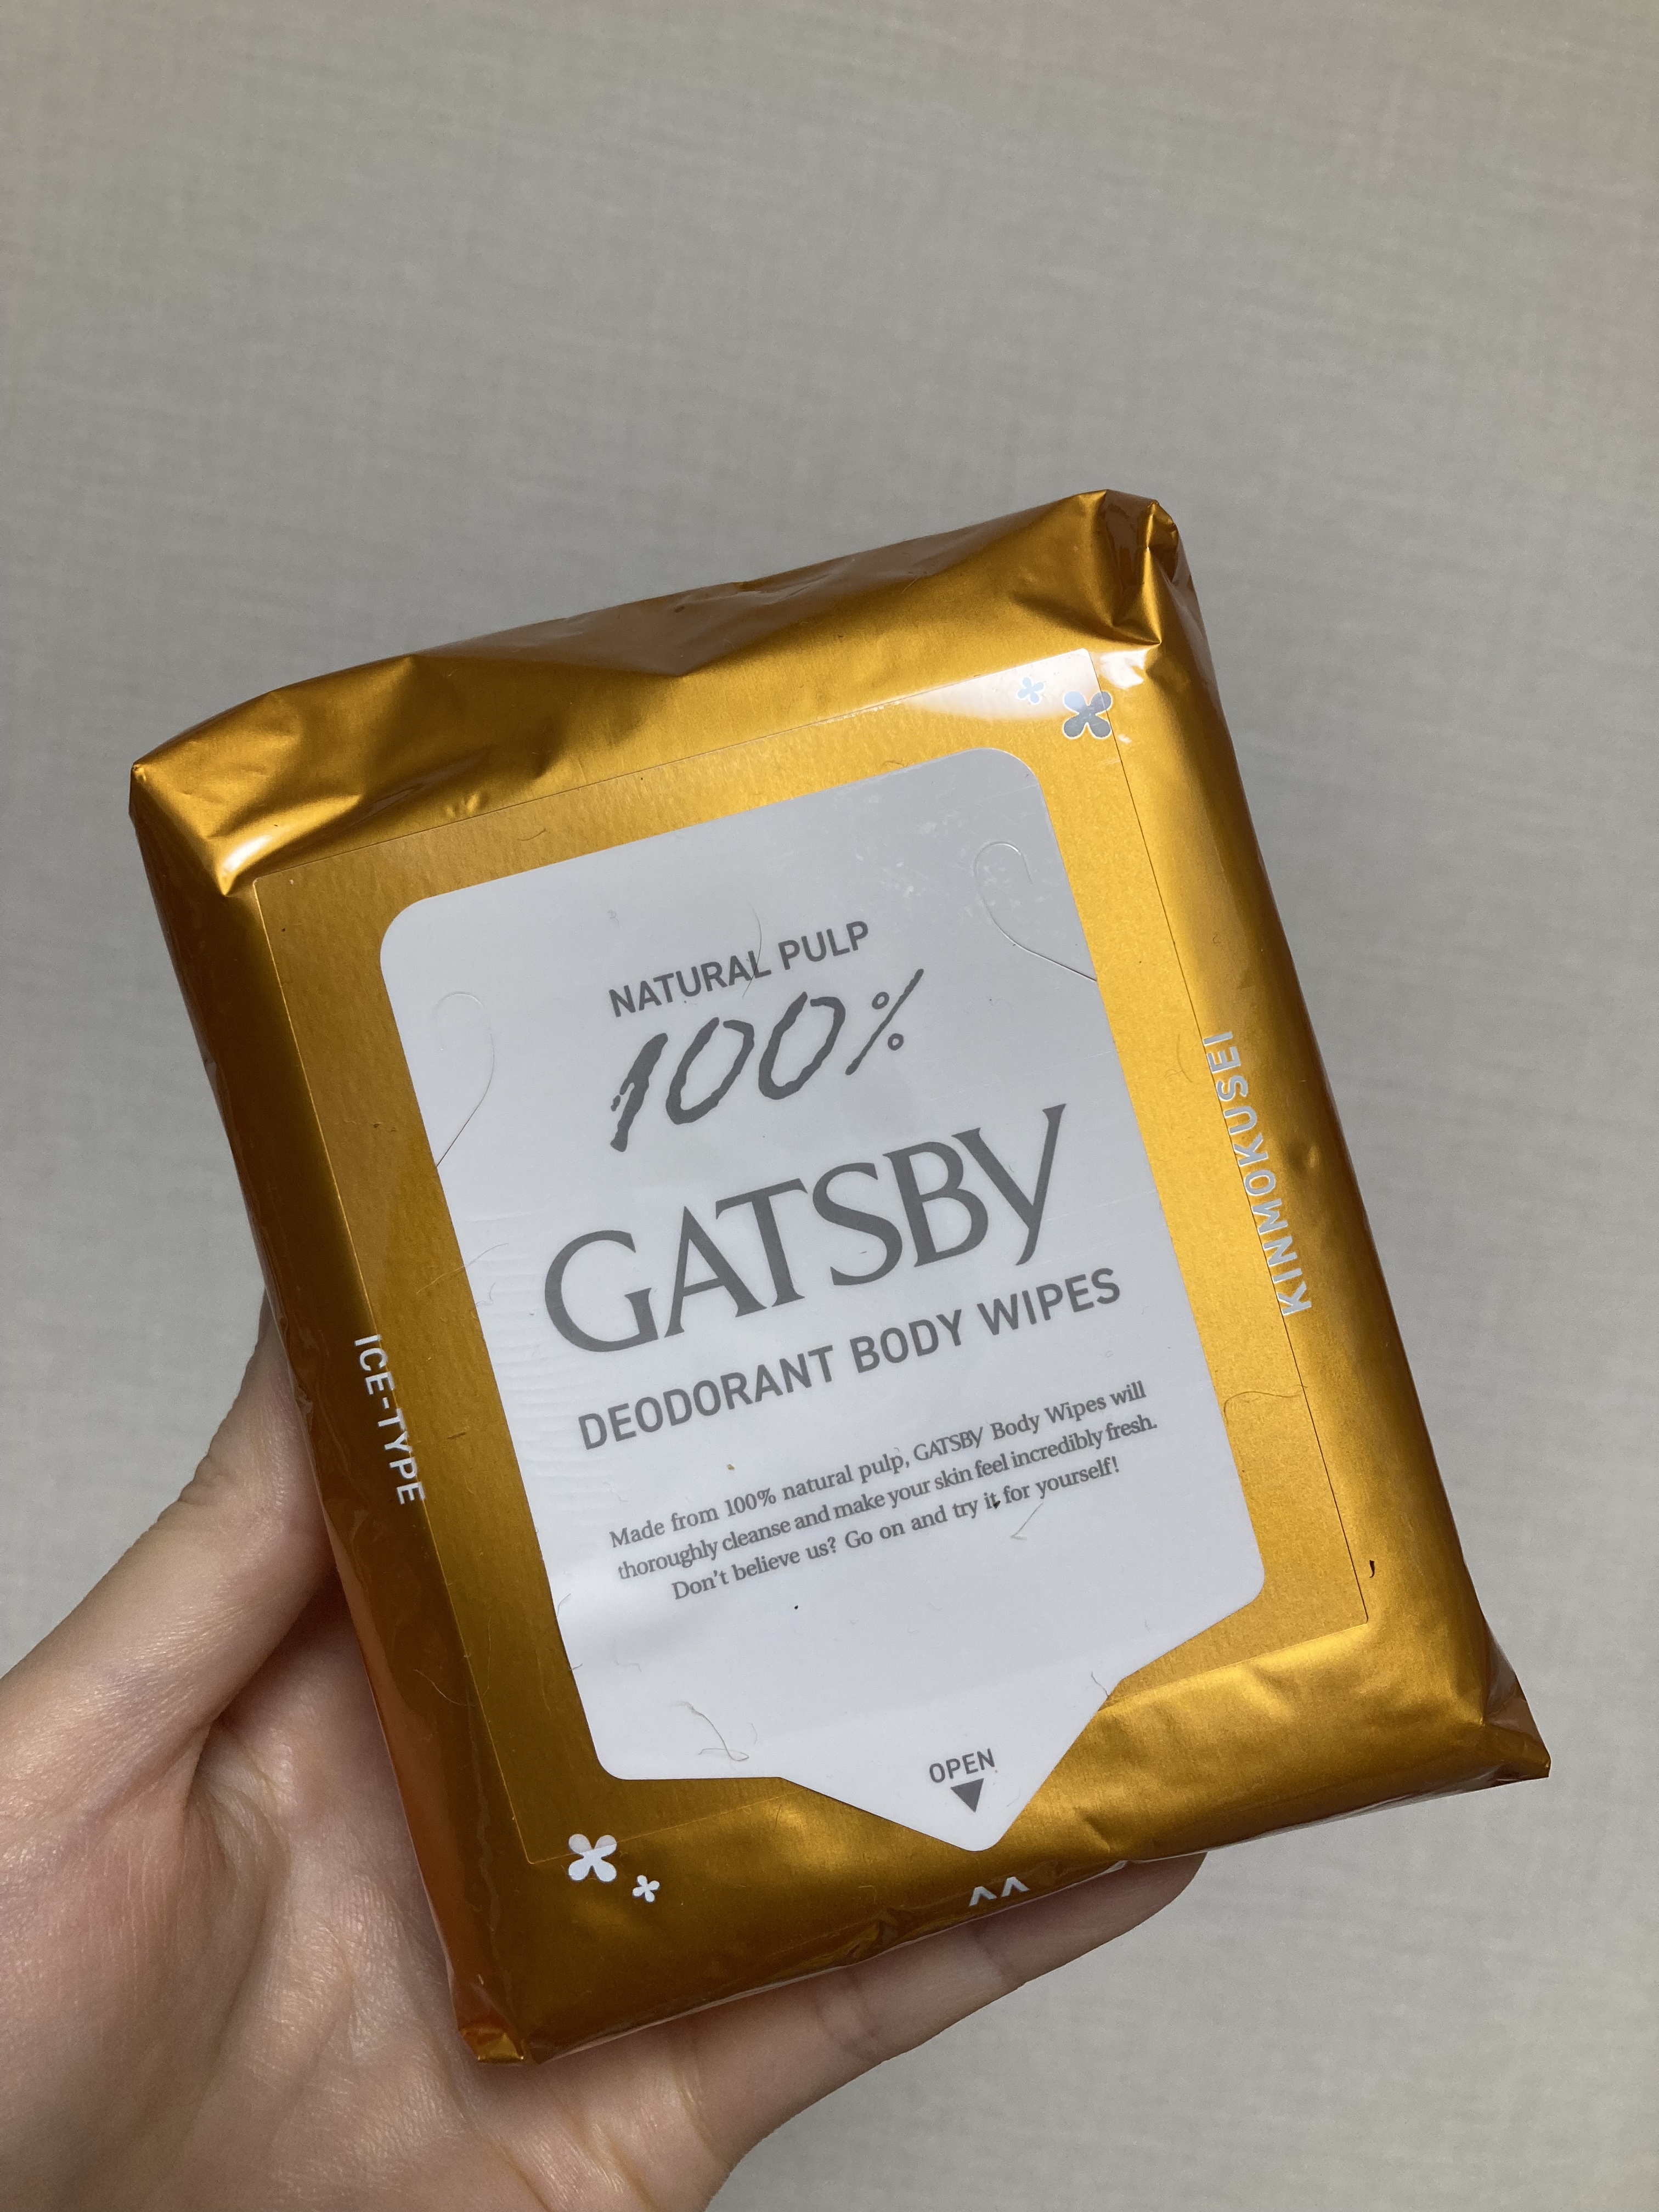 NATURAL PULP
100%
GATSBY
DEODORANT BODY WIPES
Made from 100% natural pulp, GATSBY Body Wipes will
thoroughly cleanse and make your skin feel incredibly fresh.
Don't believe us? Go on and try it for yourself!
OPEN
ICE-TYPE
KINMOKUSEI